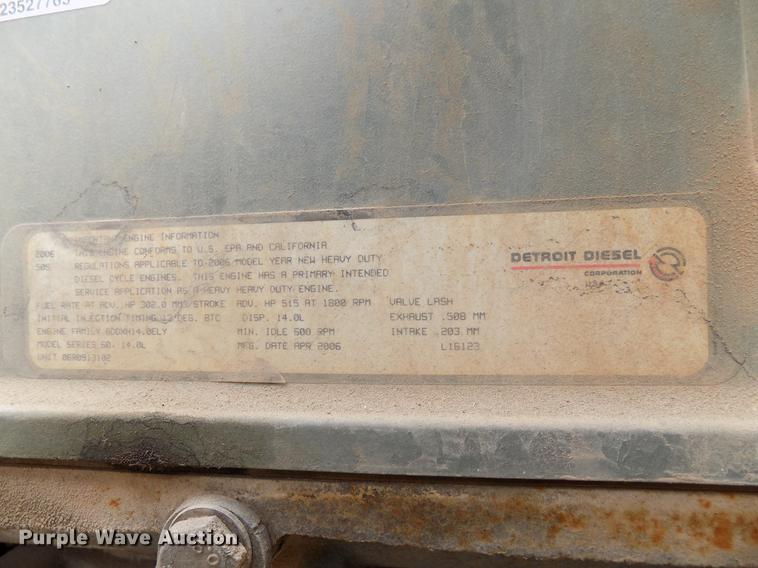 23527763
ENGINE INFORMATION
2006 THIS ENGINE CONFORMS TO U.S. EPA AND CALIFORNIA
50S REGULATIONS APPLICABLE TO 2006 MODEL YEAR NEW HEAVY DUTY
DIESEL CYCLE ENGINES. THIS ENGINE HAS A PRIMARY INTENDED
SERVICE APPLICATION AS A HEAVY HEAVY DUTY ENGINE.
FUEL RATE AT ADV. HP 302.0 MM3/STROKE ADV. HP 515 AT 1800 RPM VALVE LASH
INITIAL INJECTION TIMING 12 DEG. BTC DISP. 14.0L EXHAUST .508 MM
ENGINE FAMILY 6DDXH14.0ELY MIN. IDLE 600 RPM INTAKE .203 MM
MODEL SERIES 60, 14.0L MFG. DATE APR 2006 L16123
UNIT 06R0913102
DETROIT DIESEL
CORPORATION
USA
Purple Wave Auction